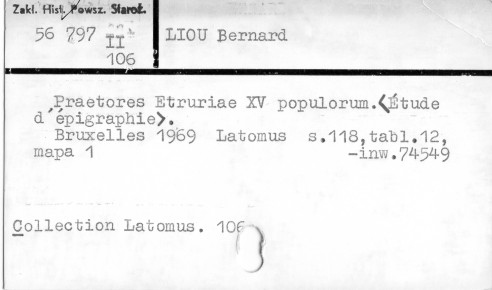 Zakl. Hist. Powsz. Staroż.
56 797 II
106
LIOU Bernard
Praetores Etruriae XV populorum.<Étude
d'épigraphie>.
Bruxelles 1969 Latomus s.118,tabl.12,
mapa 1 -inw.74549
Collection Latomus. 106